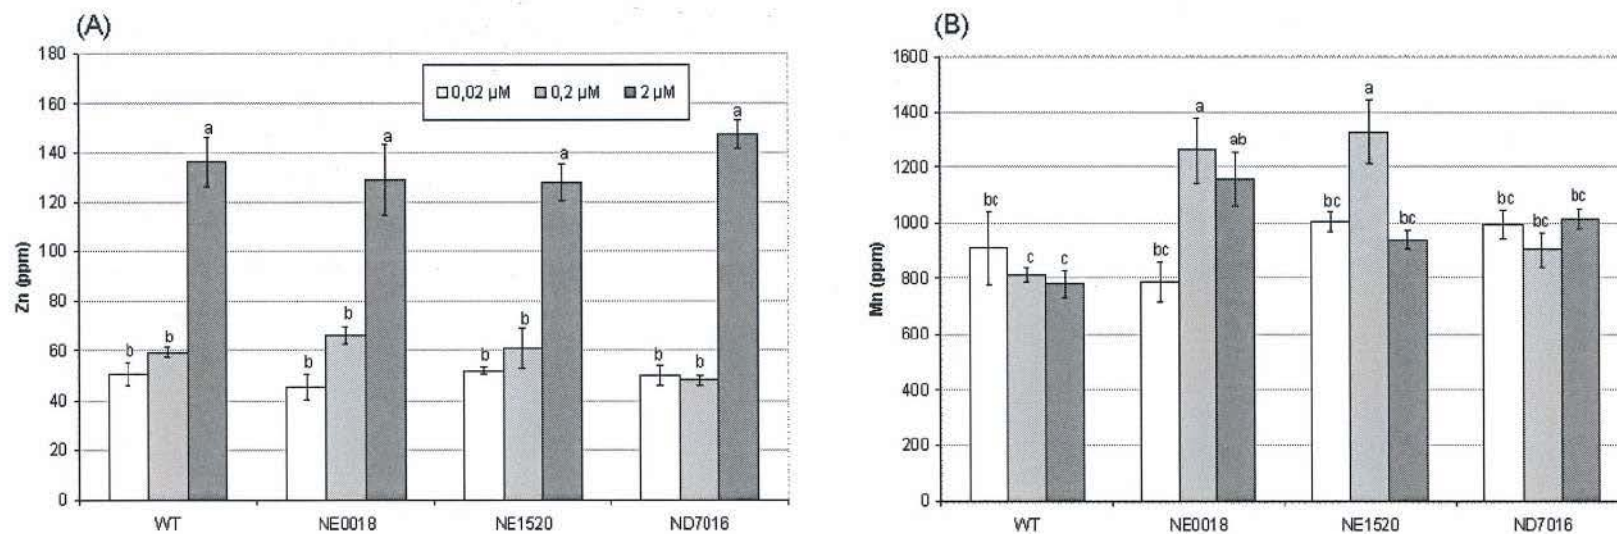 (A)
180
160
140
120
100
80
60
40
20
0
Zn (ppm)
0,02 µM 0,2 µM 2 µM
b b a b b a b b a b b a
WT NE0018 NE1520 ND7016
(B)
1600
1400
1200
1000
800
600
400
200
0
Mn (ppm)
bc c c bc a ab bc a bc bc bc bc
WT NE0018 NE1520 ND7016